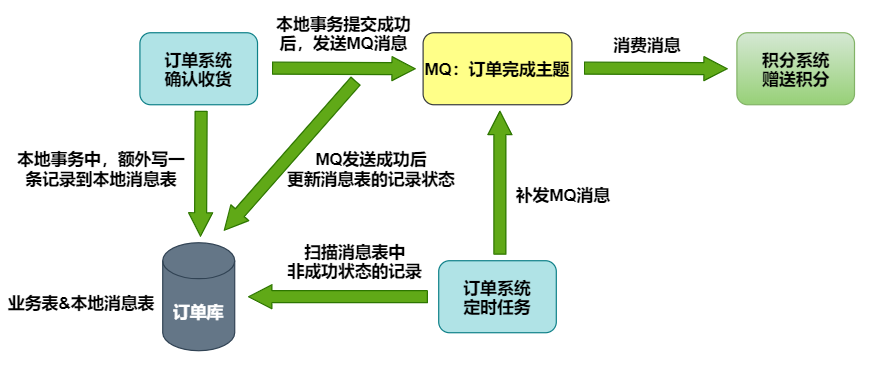 本地事务提交成功
后，发送MQ消息
订单系统
确认收货
MQ：订单完成主题
消费消息
积分系统
赠送积分
本地事务中，额外写一
条记录到本地消息表
MQ发送成功后
更新消息表的记录状态
补发MQ消息
扫描消息表中
非成功状态的记录
订单系统
定时任务
业务表&本地消息表
订单库